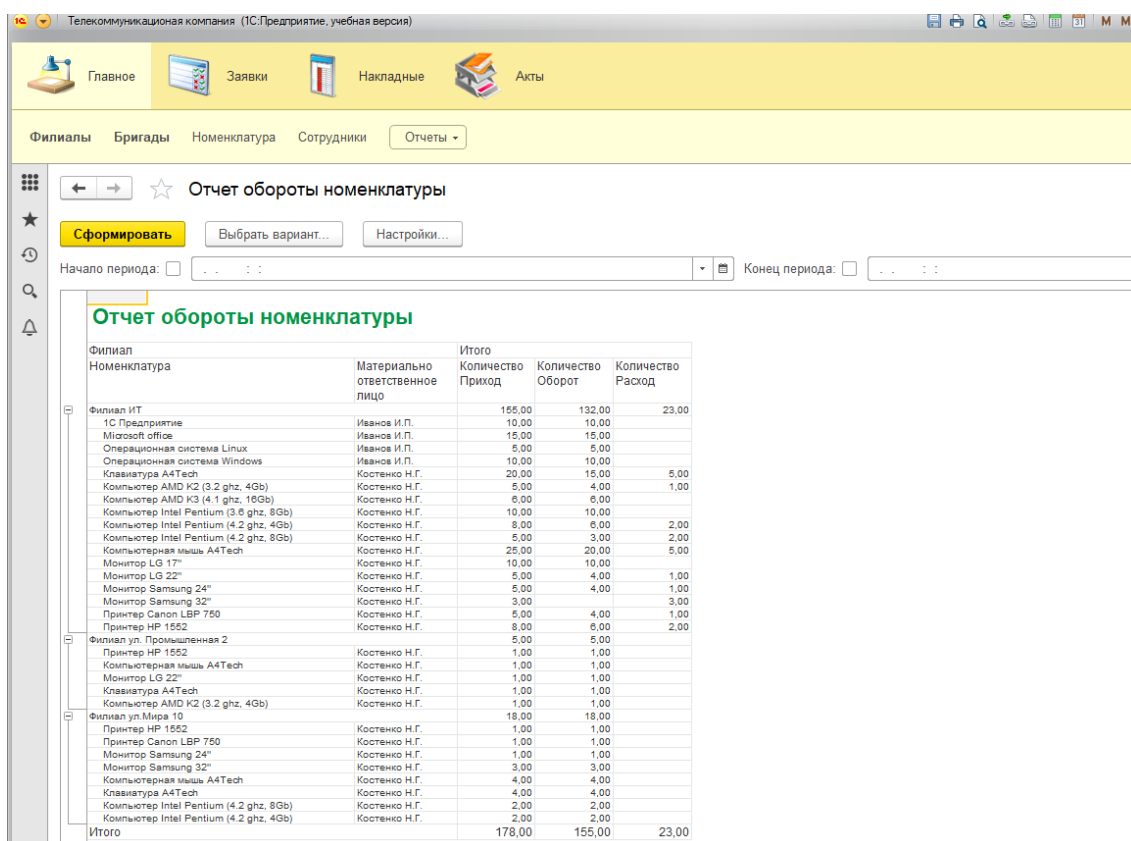 1С Телекоммуникационая компания (1С:Предприятие, учебная версия) 31 M M
Главное Заявки Накладные Акты
Филиалы Бригады Номенклатура Сотрудники Отчеты
Отчет обороты номенклатуры
Сформировать Выбрать вариант... Настройки...
Начало периода: . . : : Конец периода: . . : :
Отчет обороты номенклатуры
Филиал Итого
Номенклатура Материально ответственное лицо Количество Приход Количество Оборот Количество Расход
Филиал ИТ 155,00 132,00 23,00
1С Предприятие Иванов И.П. 10,00 10,00
Microsoft office Иванов И.П. 15,00 15,00
Операционная система Linux Иванов И.П. 5,00 5,00
Операционная система Windows Иванов И.П. 10,00 10,00
Клавиатура A4Tech Костенко Н.Г. 20,00 15,00 5,00
Компьютер AMD K2 (3.2 ghz, 4Gb) Костенко Н.Г. 5,00 4,00 1,00
Компьютер AMD K3 (4.1 ghz, 16Gb) Костенко Н.Г. 6,00 6,00
Компьютер Intel Pentium (3.6 ghz, 8Gb) Костенко Н.Г. 10,00 10,00
Компьютер Intel Pentium (4.2 ghz, 4Gb) Костенко Н.Г. 8,00 6,00 2,00
Компьютер Intel Pentium (4.2 ghz, 8Gb) Костенко Н.Г. 5,00 3,00 2,00
Компьютерная мышь A4Tech Костенко Н.Г. 25,00 20,00 5,00
Монитор LG 17" Костенко Н.Г. 10,00 10,00
Монитор LG 22" Костенко Н.Г. 5,00 4,00 1,00
Монитор Samsung 24" Костенко Н.Г. 5,00 4,00 1,00
Монитор Samsung 32" Костенко Н.Г. 3,00 3,00
Принтер Canon LBP 750 Костенко Н.Г. 5,00 4,00 1,00
Принтер HP 1552 Костенко Н.Г. 8,00 6,00 2,00
Филиал ул. Промышленная 2 5,00 5,00
Принтер HP 1552 Костенко Н.Г. 1,00 1,00
Компьютерная мышь A4Tech Костенко Н.Г. 1,00 1,00
Монитор LG 22" Костенко Н.Г. 1,00 1,00
Клавиатура A4Tech Костенко Н.Г. 1,00 1,00
Компьютер AMD K2 (3.2 ghz, 4Gb) Костенко Н.Г. 1,00 1,00
Филиал ул.Мира 10 18,00 18,00
Принтер HP 1552 Костенко Н.Г. 1,00 1,00
Принтер Canon LBP 750 Костенко Н.Г. 1,00 1,00
Монитор Samsung 24" Костенко Н.Г. 1,00 1,00
Монитор Samsung 32" Костенко Н.Г. 3,00 3,00
Компьютерная мышь A4Tech Костенко Н.Г. 4,00 4,00
Клавиатура A4Tech Костенко Н.Г. 4,00 4,00
Компьютер Intel Pentium (4.2 ghz, 8Gb) Костенко Н.Г. 2,00 2,00
Компьютер Intel Pentium (4.2 ghz, 4Gb) Костенко Н.Г. 2,00 2,00
Итого 178,00 155,00 23,00